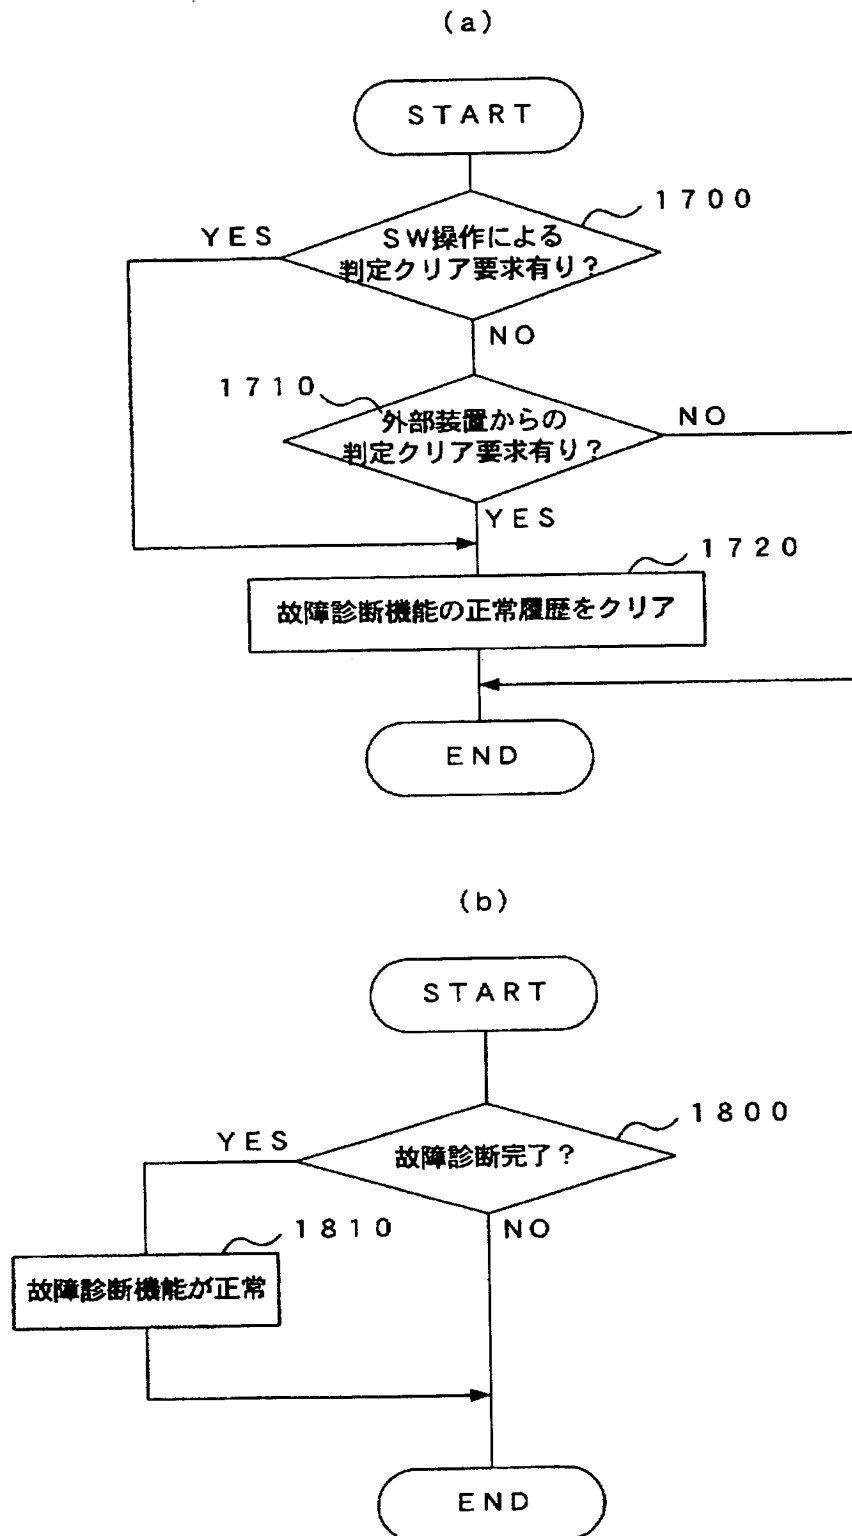 (a)
START
1700
YES
SW操作による
判定クリア要求有り?
NO
1710
外部装置からの
判定クリア要求有り?
NO
YES
1720
故障診断機能の正常履歴をクリア
END
(b)
START
1800
YES
故障診断完了?
NO
1810
故障診断機能が正常
END